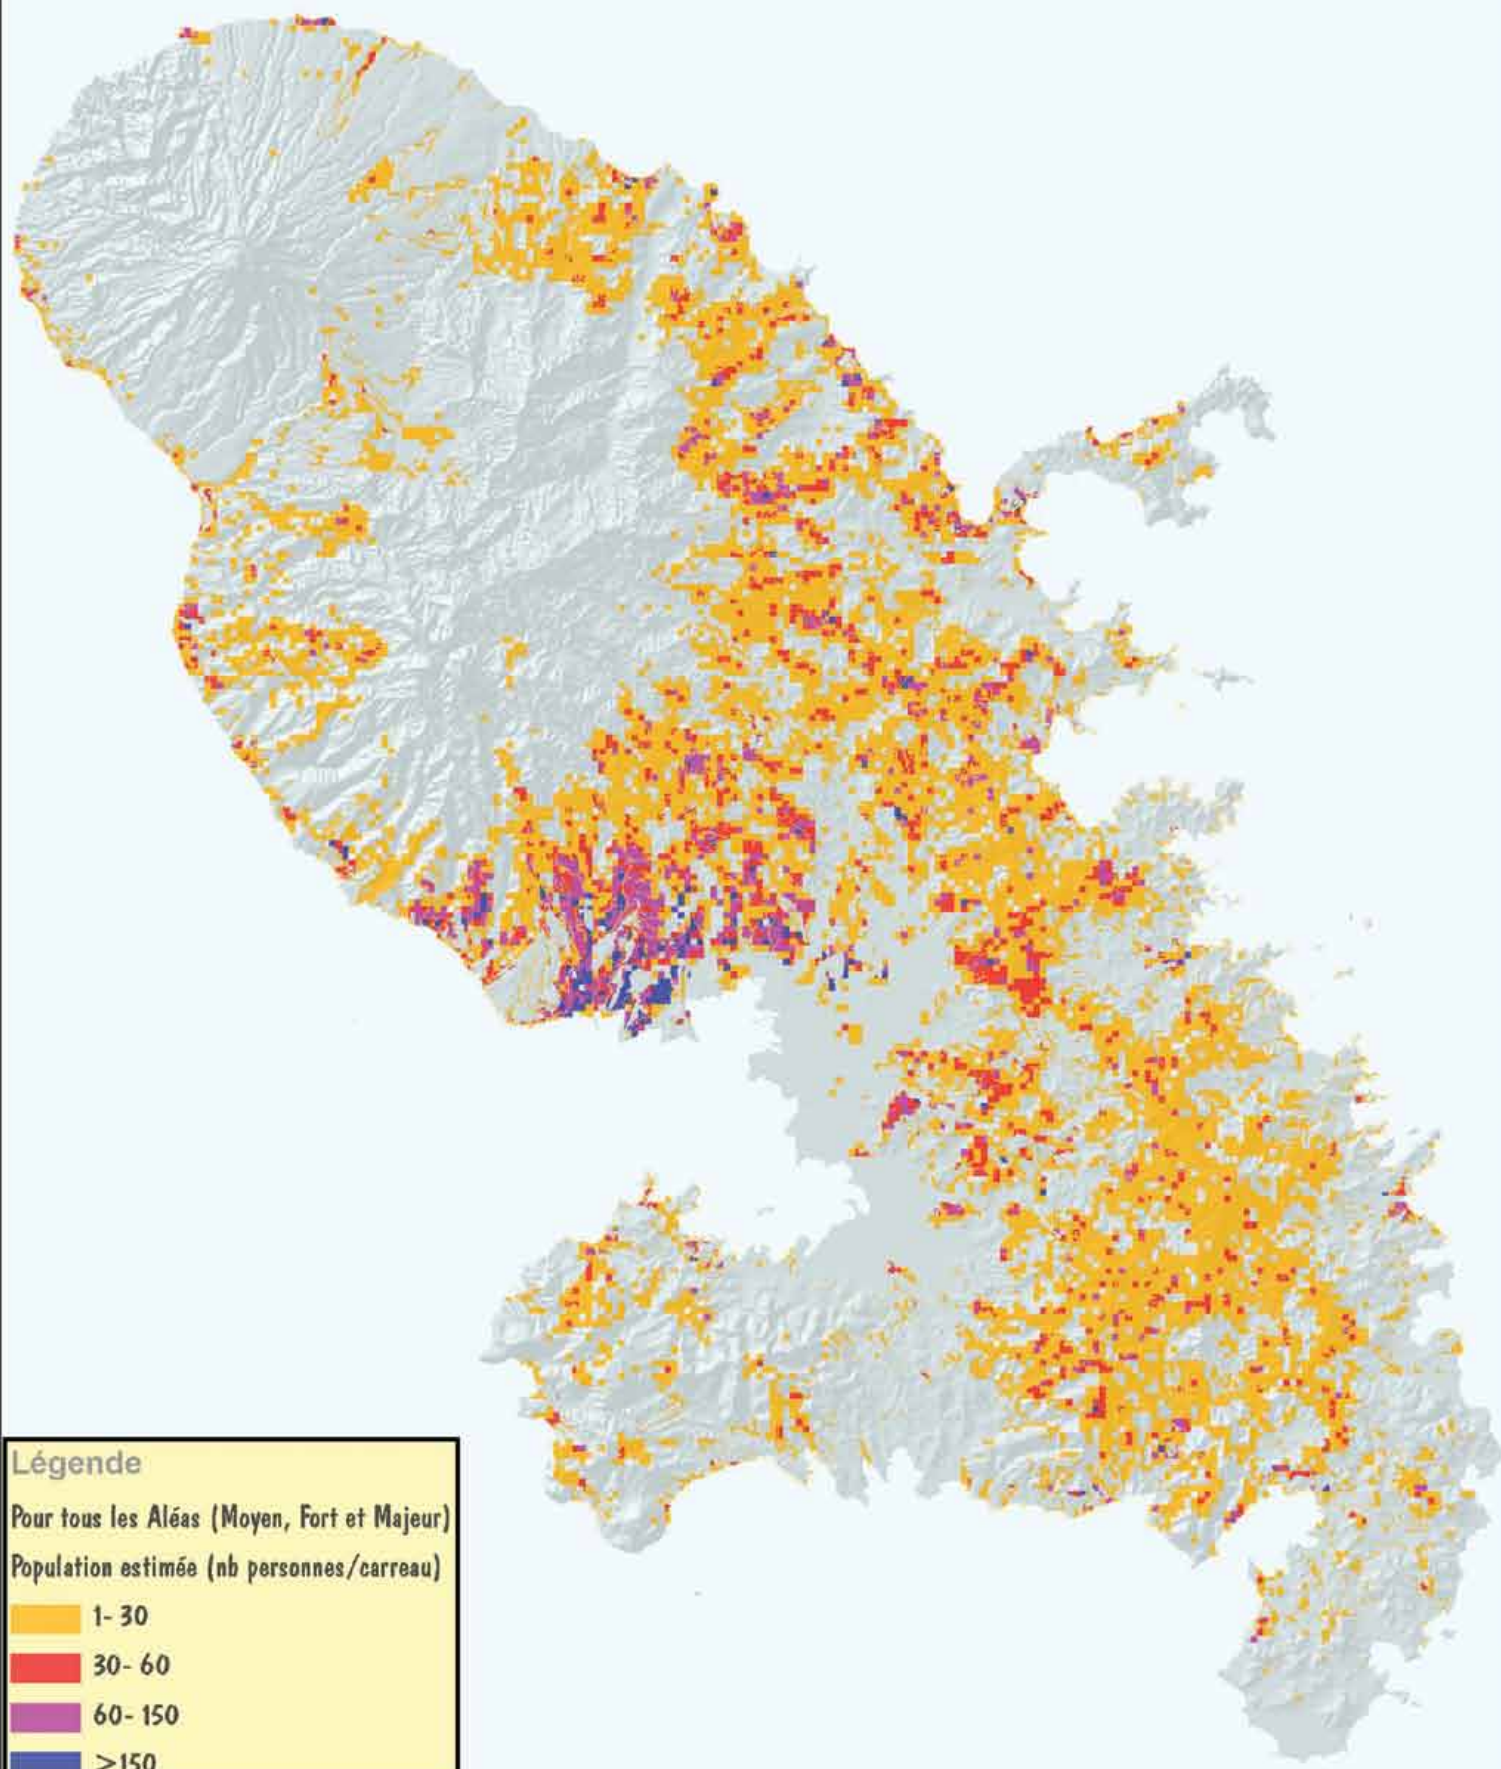 Légende
Pour tous les Aléas (Moyen, Fort et Majeur)
Population estimée (nb personnes/carreau)
1- 30
30- 60
60- 150
>150